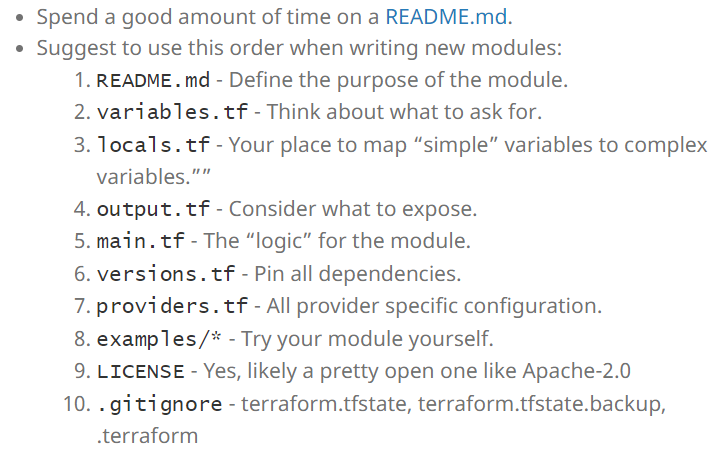 • Spend a good amount of time on a README.md.
• Suggest to use this order when writing new modules:
1. README.md - Define the purpose of the module.
2. variables.tf - Think about what to ask for.
3. locals.tf - Your place to map “simple” variables to complex
variables.””
4. output.tf - Consider what to expose.
5. main.tf - The “logic” for the module.
6. versions.tf - Pin all dependencies.
7. providers.tf - All provider specific configuration.
8. examples/* - Try your module yourself.
9. LICENSE - Yes, likely a pretty open one like Apache-2.0
10. .gitignore - terraform.tfstate, terraform.tfstate.backup,
.terraform